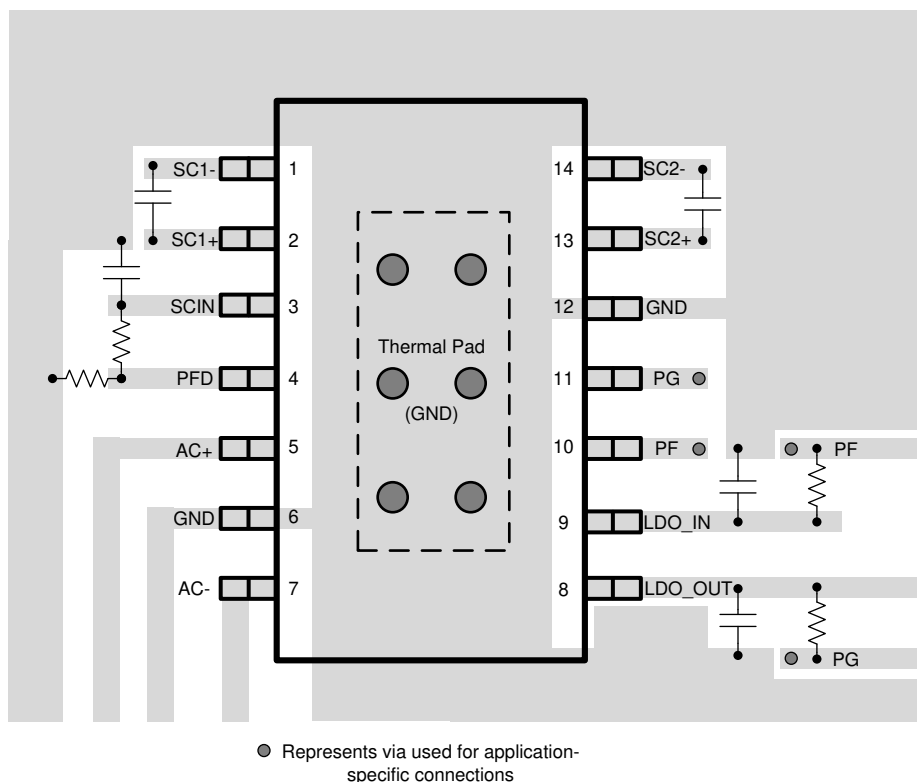 SC1- 1 14 SC2-
SC1+ 2 13 SC2+
SCIN 3 12 GND
Thermal Pad
PFD 4 11 PG
(GND)
AC+ 5 10 PF PF
GND 6 9 LDO_IN
AC- 7 8 LDO_OUT
PG
Represents via used for application-
specific connections